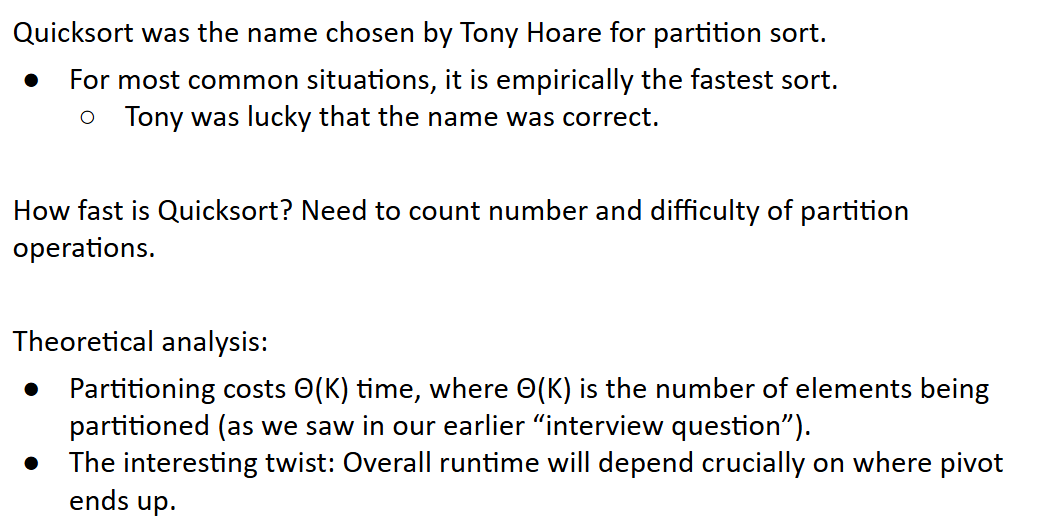 Quicksort was the name chosen by Tony Hoare for partition sort.
● For most common situations, it is empirically the fastest sort.
○ Tony was lucky that the name was correct.
How fast is Quicksort? Need to count number and difficulty of partition
operations.
Theoretical analysis:
● Partitioning costs Θ(K) time, where Θ(K) is the number of elements being
partitioned (as we saw in our earlier “interview question”).
● The interesting twist: Overall runtime will depend crucially on where pivot
ends up.